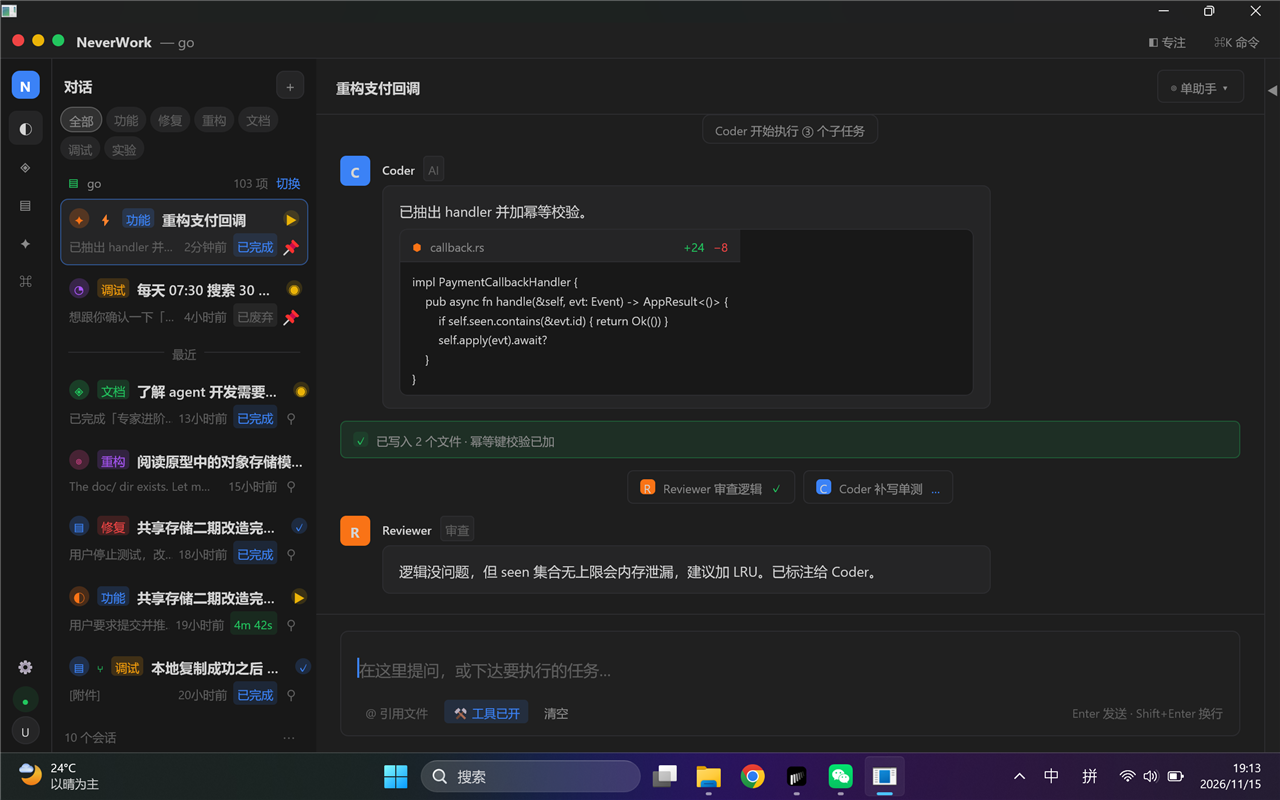 NeverWork — go
专注
⌘K 命令
N
对话
+
全部
功能
修复
重构
文档
调试
实验
go
103 项
切换
功能
重构支付回调
已抽出 handler 并...
2分钟前
已完成
调试
每天 07:30 搜索 30 ...
想跟你确认一下「...
4小时前
已废弃
最近
文档
了解 agent 开发需要...
已完成「专家进阶...
13小时前
已完成
重构
阅读原型中的对象存储模...
The doc/ dir exists. Let m...
15小时前
修复
共享存储二期改造完...
用户停止测试，改...
18小时前
已完成
功能
共享存储二期改造完...
用户要求提交并推...
19小时前
4m 42s
调试
本地复制成功之后 ...
[附件]
20小时前
已完成
10 个会话
...
U
重构支付回调
单助手
Coder 开始执行 ③ 个子任务
C
Coder
AI
已抽出 handler 并加幂等校验。
callback.rs
+24 −8
impl PaymentCallbackHandler {
pub async fn handle(&self, evt: Event) -> AppResult<()> {
if self.seen.contains(&evt.id) { return Ok(()) }
self.apply(evt).await?
}
}
✓ 已写入 2 个文件 · 幂等键校验已加
R Reviewer 审查逻辑 ✓
C Coder 补写单测 ...
R
Reviewer
审查
逻辑没问题，但 seen 集合无上限会内存泄漏，建议加 LRU。已标注给 Coder。
在这里提问，或下达要执行的任务...
@ 引用文件
工具已开
清空
Enter 发送 · Shift+Enter 换行
24°C
以晴为主
搜索
中
拼
19:13
2026/11/15